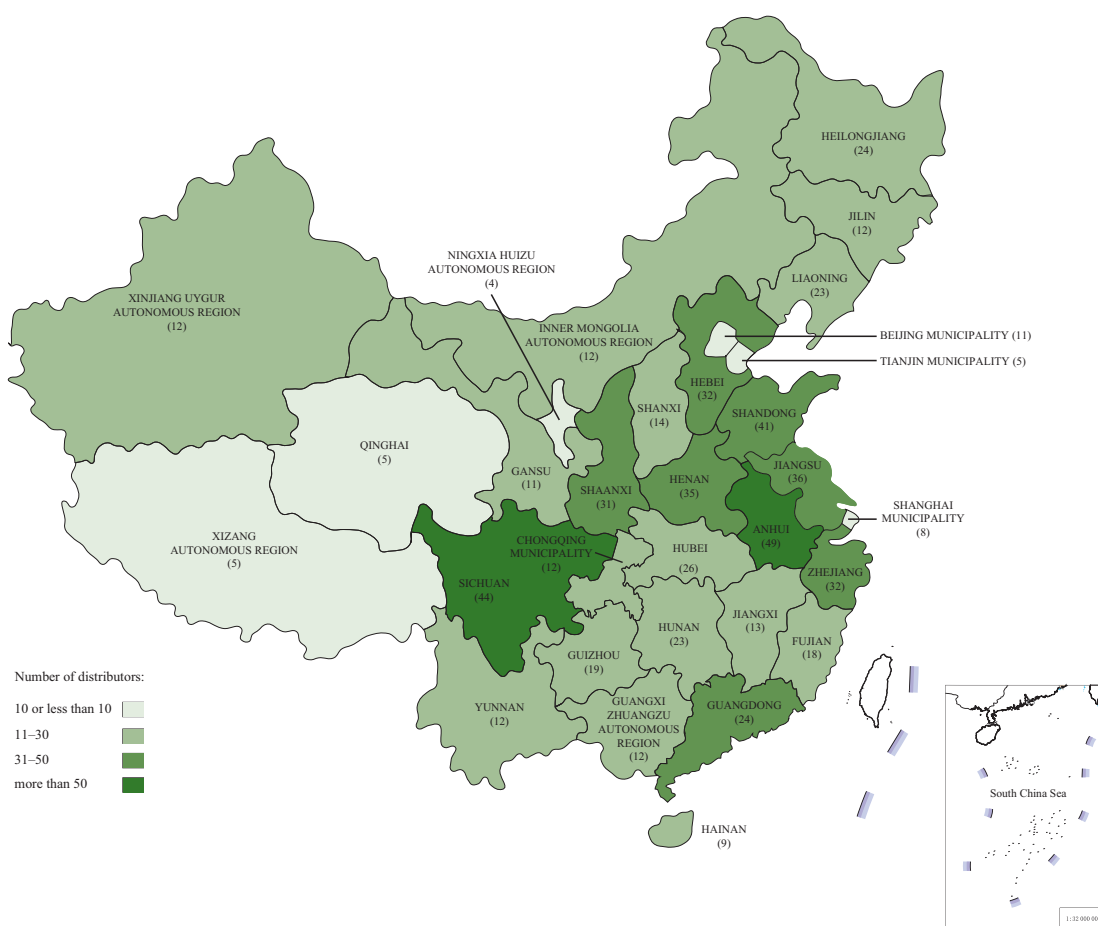 HEILONGJIANG
(24)
JILIN
(12)
LIAONING
(23)
NINGXIA HUIZU
AUTONOMOUS REGION
(4)
XINJIANG UYGUR
AUTONOMOUS REGION
(12)
INNER MONGOLIA
AUTONOMOUS REGION
(12)
BEIJING MUNICIPALITY (11)
TIANJIN MUNICIPALITY (5)
HEBEI
(32)
SHANXI
(14)
SHANDONG
(41)
QINGHAI
(5)
GANSU
(11)
SHAANXI
(31)
HENAN
(35)
JIANGSU
(36)
SHANGHAI
MUNICIPALITY
(8)
ANHUI
(49)
XIZANG
AUTONOMOUS REGION
(5)
CHONGQING
MUNICIPALITY
(12)
HUBEI
(26)
SICHUAN
(44)
ZHEJIANG
(32)
HUNAN
(23)
JIANGXI
(13)
FUJIAN
(18)
GUIZHOU
(19)
YUNNAN
(12)
GUANGXI
ZHUANGZU
AUTONOMOUS
REGION
(12)
GUANGDONG
(24)
HAINAN
(9)
Number of distributors:
10 or less than 10
11–30
31–50
more than 50
South China Sea
1:32 000 00